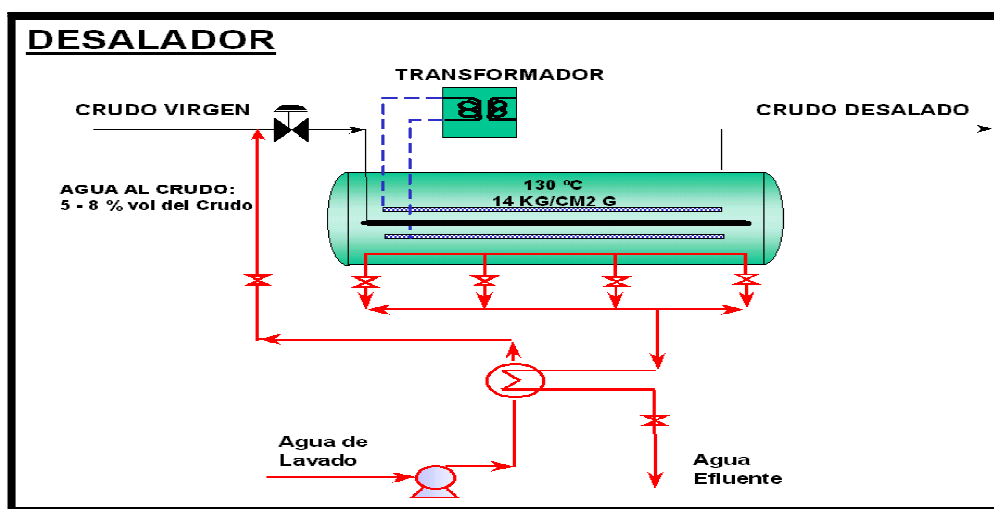 DESALADOR
TRANSFORMADOR
CRUDO VIRGEN
CRUDO DESALADO
AGUA AL CRUDO:
5 - 8 % vol del Crudo
130 ºC
14 KG/CM2 G
Agua de
Lavado
Agua
Efluente